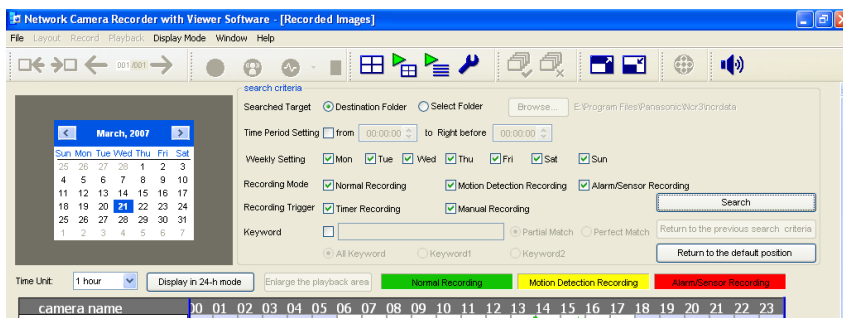 Network Camera Recorder with Viewer Software - [Recorded Images]
File Layout Record Playback Display Mode Window Help
001 /001
search criteria
Searched Target Destination Folder Select Folder Browse... E:\Program Files\Panasonic\Ncr3\ncrdata
March, 2007
Time Period Setting from 00:00:00 to Right before 00:00:00
Sun Mon Tue Wed Thu Fri Sat
25 26 27 28 1 2 3
4 5 6 7 8 9 10
11 12 13 14 15 16 17
18 19 20 21 22 23 24
25 26 27 28 29 30 31
1 2 3 4 5 6 7
Weekly Setting Mon Tue Wed Thu Fri Sat Sun
Recording Mode Normal Recording Motion Detection Recording Alarm/Sensor Recording
Search
Recording Trigger Timer Recording Manual Recording
Keyword Partial Match Perfect Match Return to the previous search criteria
All Keyword Keyword1 Keyword2 Return to the default position
Time Unit: 1 hour Display in 24-h mode Enlarge the playback area Normal Recording Motion Detection Recording Alarm/Sensor Recording
camera name 00 01 02 03 04 05 06 07 08 09 10 11 12 13 14 15 16 17 18 19 20 21 22 23